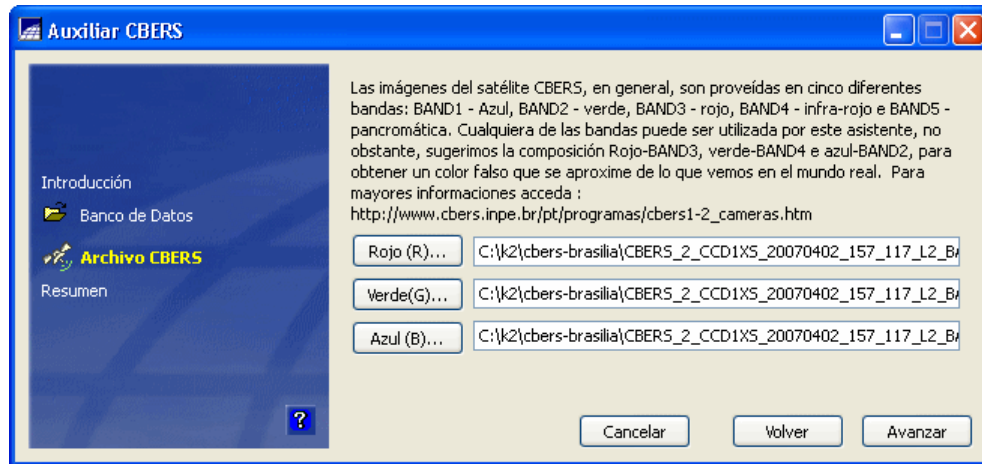 Auxiliar CBERS
Introducción
Banco de Datos
Archivo CBERS
Resumen
?
Las imágenes del satélite CBERS, en general, son proveídas en cinco diferentes
bandas: BAND1 - Azul, BAND2 - verde, BAND3 - rojo, BAND4 - infra-rojo e BAND5 -
pancromática. Cualquiera de las bandas puede ser utilizada por este asistente, no
obstante, sugerimos la composición Rojo-BAND3, verde-BAND4 e azul-BAND2, para
obtener un color falso que se aproxime de lo que vemos en el mundo real. Para
mayores informaciones acceda :
http://www.cbers.inpe.br/pt/programas/cbers1-2_cameras.htm
Rojo (R)... C:\k2\cbers-brasilia\CBERS_2_CCD1XS_20070402_157_117_L2_BA
Verde(G)... C:\k2\cbers-brasilia\CBERS_2_CCD1XS_20070402_157_117_L2_BA
Azul (B)... C:\k2\cbers-brasilia\CBERS_2_CCD1XS_20070402_157_117_L2_BA
Cancelar Volver Avanzar